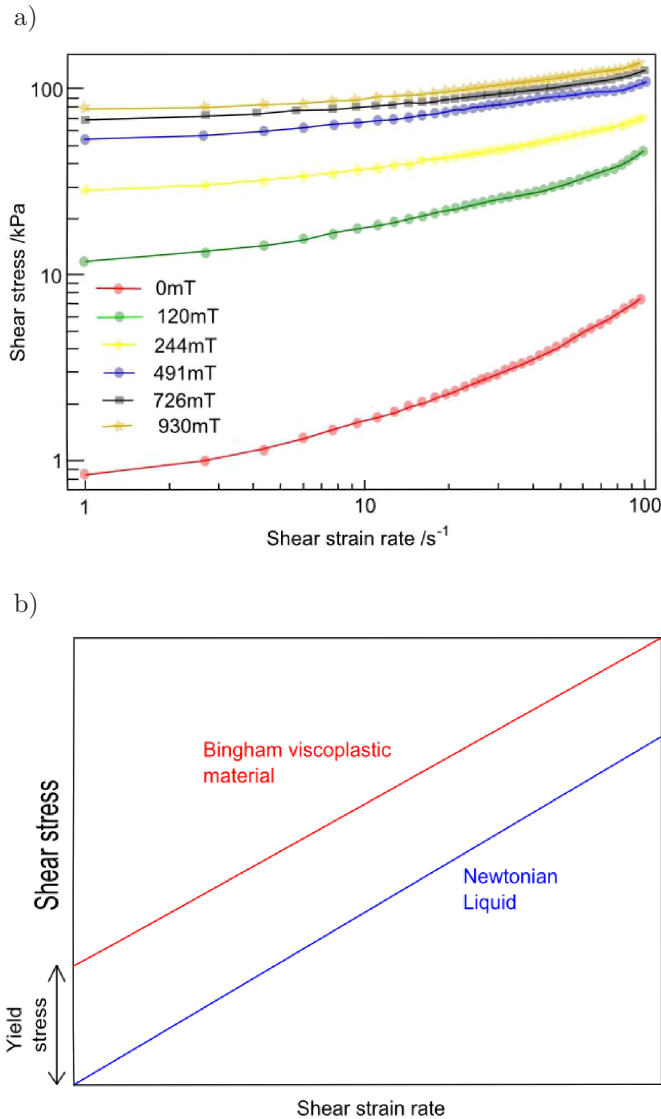 a)
Shear stress /kPa
100
10
1
0mT
120mT
244mT
491mT
726mT
930mT
1 10 100
Shear strain rate /s⁻¹
b)
Shear stress
Yield
stress
Bingham viscoplastic
material
Newtonian
Liquid
Shear strain rate